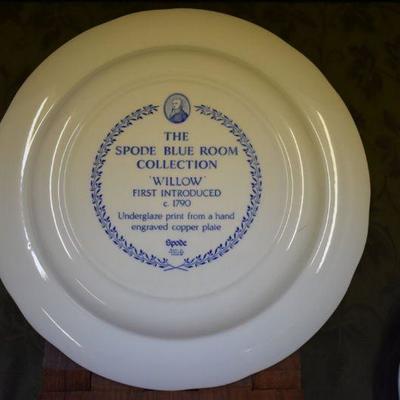 THE
SPODE BLUE ROOM
COLLECTION
'WILLOW'
FIRST INTRODUCED
c. 1790
Underglaze print from a hand
engraved copper plate
Spode